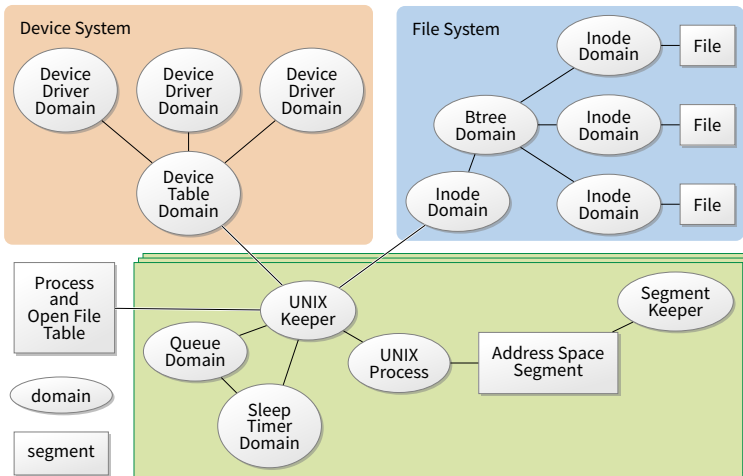 Device System
Device
Driver
Domain
Device
Driver
Domain
Device
Driver
Domain
Device
Table
Domain
File System
Inode
Domain
File
Btree
Domain
Inode
Domain
File
Inode
Domain
Inode
Domain
File
Process
and
Open File
Table
UNIX
Keeper
Segment
Keeper
Queue
Domain
UNIX
Process
Address Space
Segment
Sleep
Timer
Domain
domain
segment